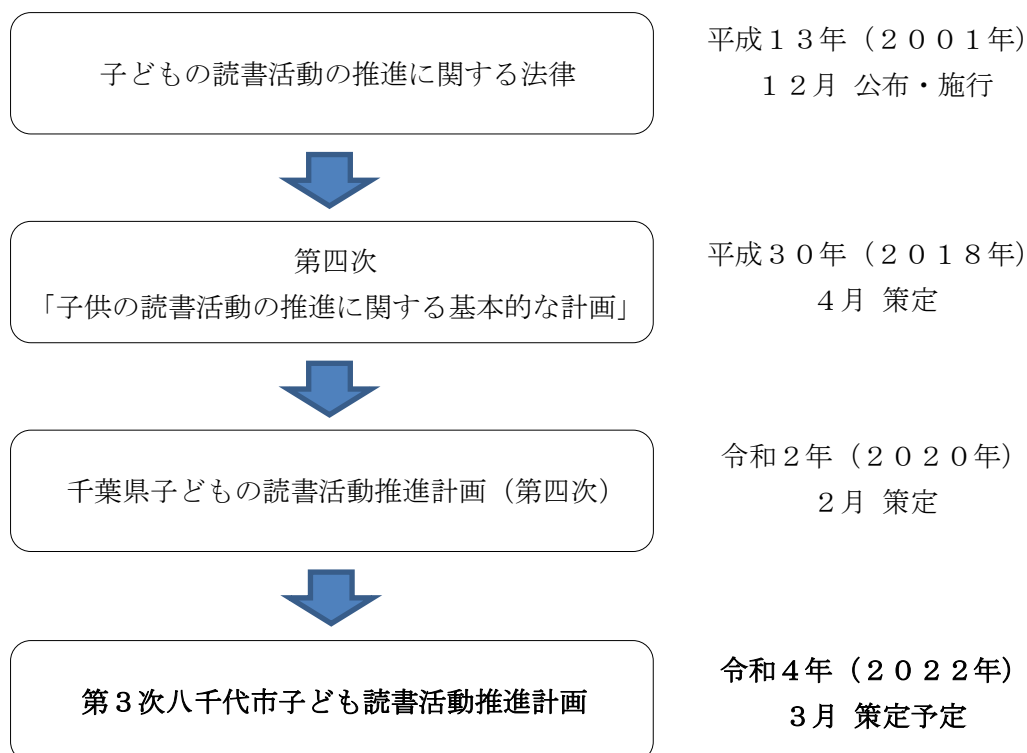 子どもの読書活動の推進に関する法律
平成１３年（２００１年）
１２月 公布・施行
第四次
「子供の読書活動の推進に関する基本的な計画」
平成３０年（２０１８年）
４月 策定
千葉県子どもの読書活動推進計画（第四次）
令和２年（２０２０年）
２月 策定
第３次八千代市子ども読書活動推進計画
令和４年（２０２２年）
３月 策定予定